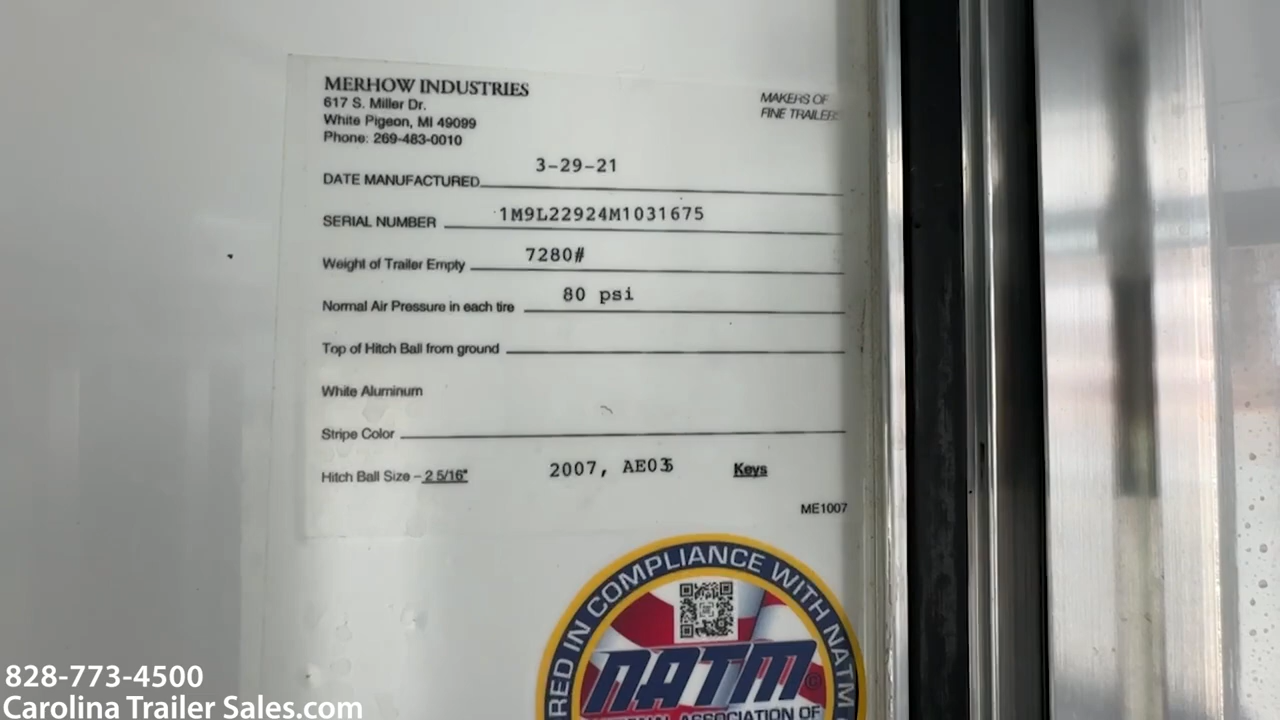 MERHOW INDUSTRIES
617 S. Miller Dr.
White Pigeon, MI 49099
Phone: 269-483-0010
MAKERS OF
FINE TRAILERS
DATE MANUFACTURED 3-29-21
SERIAL NUMBER 1M9L22924M1031675
Weight of Trailer Empty 7280#
Normal Air Pressure in each tire 80 psi
Top of Hitch Ball from ground
White Aluminum
Stripe Color
Hitch Ball Size – 2 5/16" 2007, Keys
ME1007
IN COMPLIANCE WITH NATM
NATM
ASSOCIATION OF
828-773-4500
Carolina Trailer Sales.com